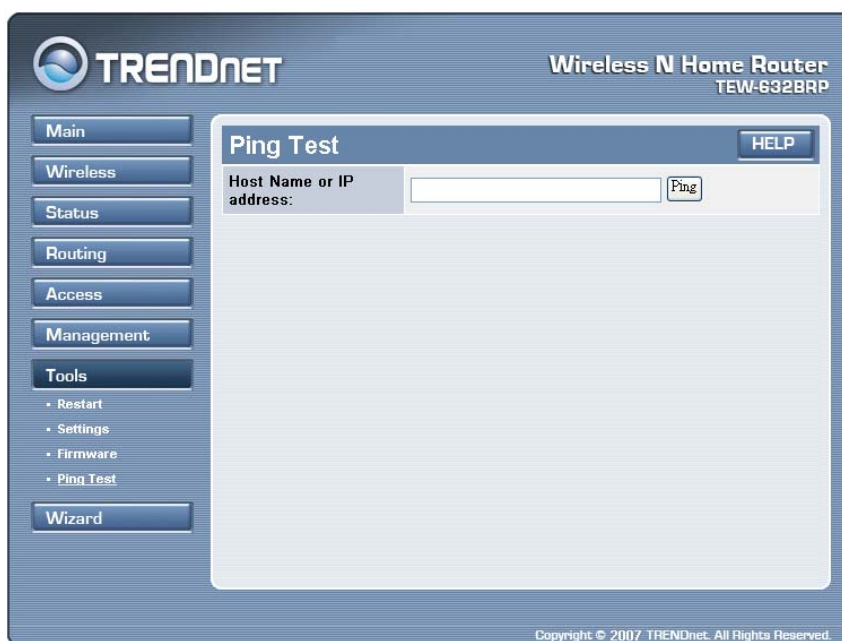 TRENDNET
Wireless N Home Router
TEW-632BRP
Main
Wireless
Status
Routing
Access
Management
Tools
Restart
Settings
Firmware
Ping Test
Wizard
Ping Test
HELP
Host Name or IP
address:
Ping
Copyright © 2007 TRENDnet. All Rights Reserved.